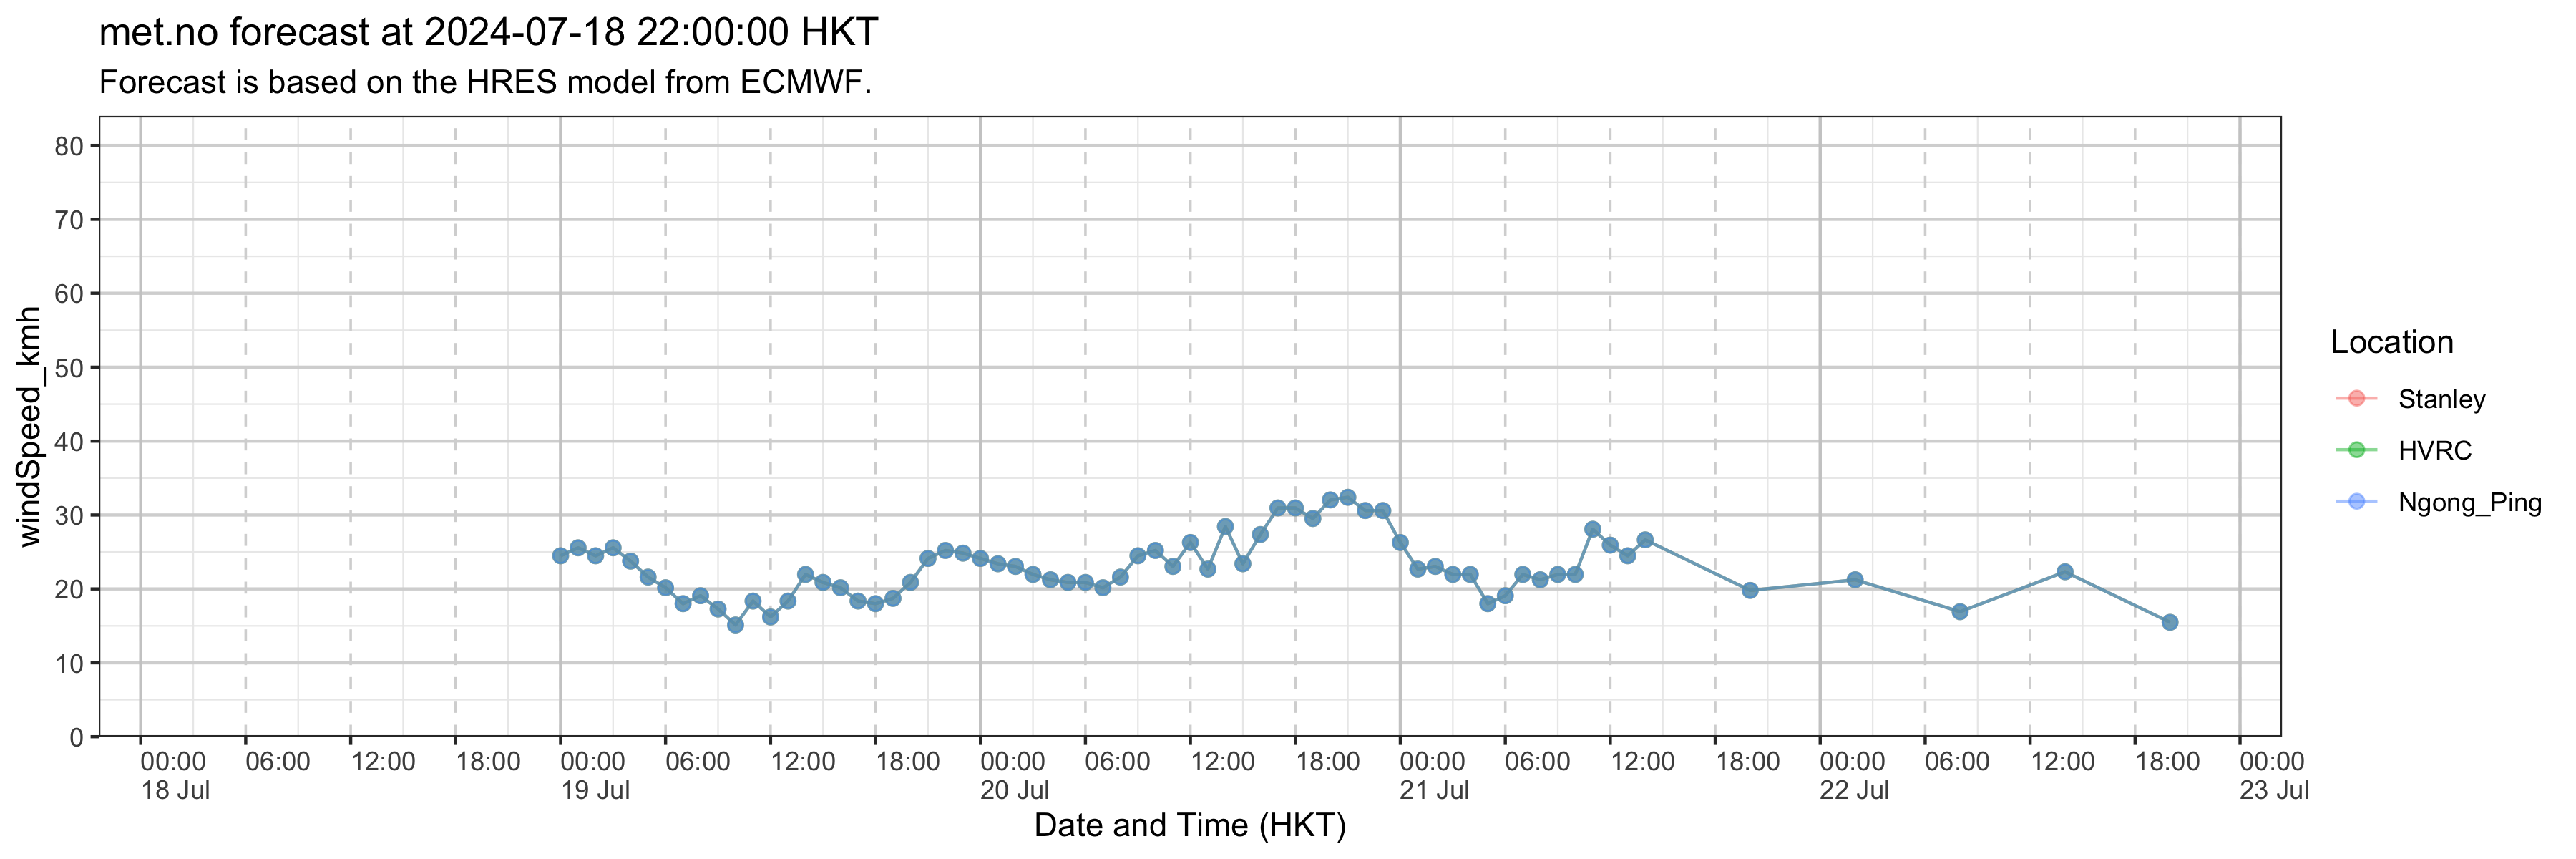 met.no forecast at 2024-07-18 22:00:00 HKT
Forecast is based on the HRES model from ECMWF.
windSpeed_kmh
80
70
60
50
40
30
20
10
0
00:00 06:00 12:00 18:00 00:00 06:00 12:00 18:00 00:00 06:00 12:00 18:00 00:00 06:00 12:00 18:00 00:00 06:00 12:00 18:00 00:00
18 Jul 19 Jul 20 Jul 21 Jul 22 Jul 23 Jul
Date and Time (HKT)
Location
Stanley
HVRC
Ngong_Ping